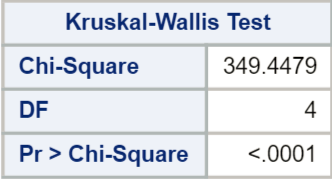 Kruskal-Wallis Test
Chi-Square 349.4479
DF 4
Pr > Chi-Square <.0001